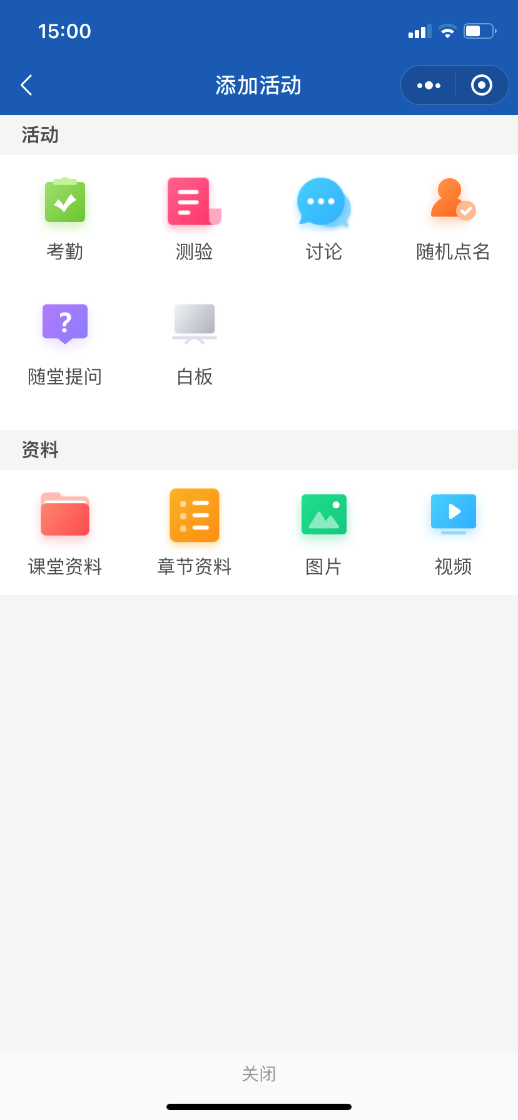 15:00
添加活动
活动
考勤 测验 讨论 随机点名
?
随堂提问 白板
资料
课堂资料 章节资料 图片 视频
关闭